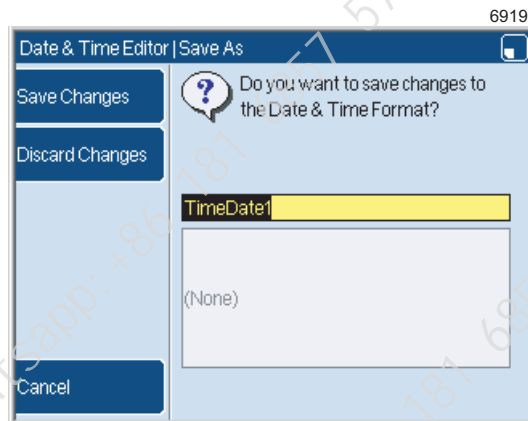 6919
Date & Time Editor | Save As
Save Changes
Do you want to save changes to
the Date & Time Format?
Discard Changes
TimeDate1
(None)
Cancel